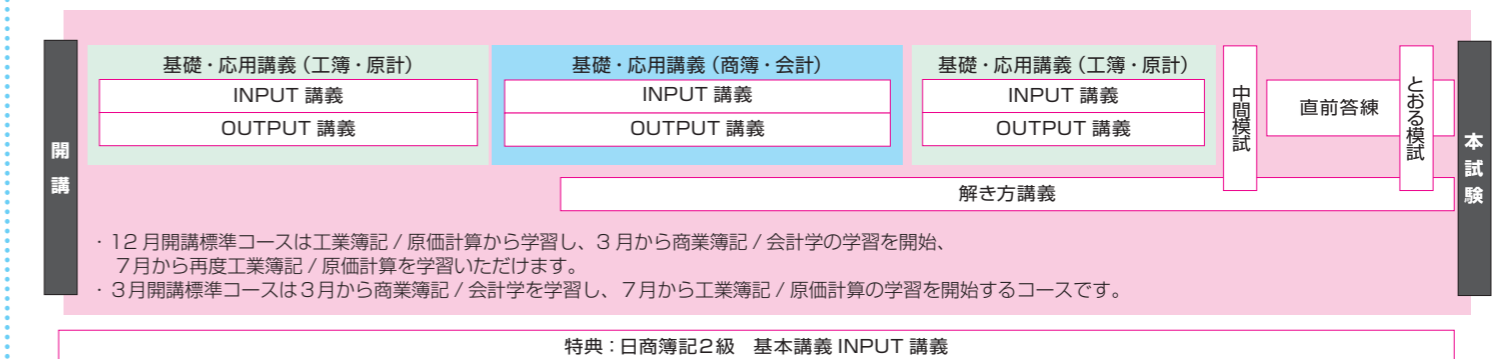 開講
基礎・応用講義（工簿・原計）
INPUT 講義
OUTPUT 講義
基礎・応用講義（商簿・会計）
INPUT 講義
OUTPUT 講義
基礎・応用講義（工簿・原計）
INPUT 講義
OUTPUT 講義
中間模試
直前答練
とおる模試
本試験
解き方講義
・12 月開講標準コースは工業簿記 / 原価計算から学習し、3 月から商業簿記 / 会計学の学習を開始、
７月から再度工業簿記 / 原価計算を学習いただけます。
・３月開講標準コースは３月から商業簿記 / 会計学を学習し、７月から工業簿記 / 原価計算の学習を開始するコースです。
特典：日商簿記２級　基本講義 INPUT 講義